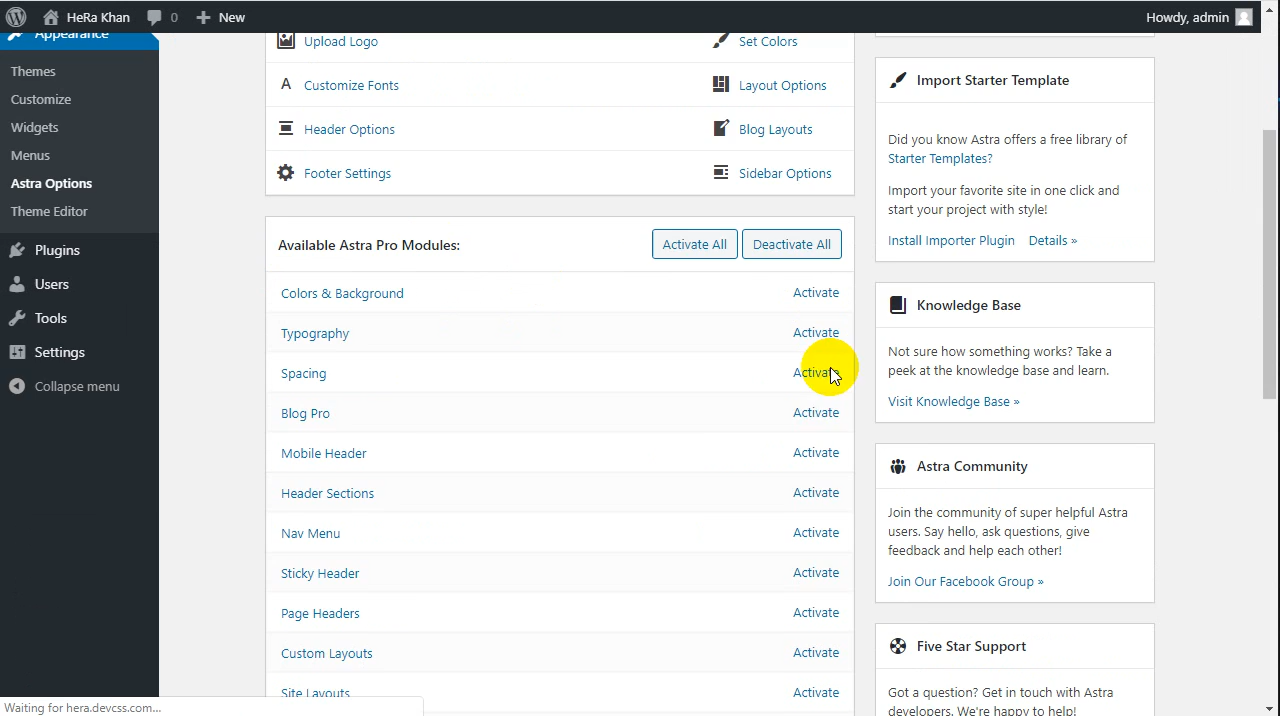 HeRa Khan
0
New
Howdy, admin
Appearance
Themes
Customize
Widgets
Menus
Astra Options
Theme Editor
Plugins
Users
Tools
Settings
Collapse menu
Upload Logo
Set Colors
Customize Fonts
Layout Options
Header Options
Blog Layouts
Footer Settings
Sidebar Options
Available Astra Pro Modules:
Activate All
Deactivate All
Colors & Background
Activate
Typography
Activate
Spacing
Activate
Blog Pro
Activate
Mobile Header
Activate
Header Sections
Activate
Nav Menu
Activate
Sticky Header
Activate
Page Headers
Activate
Custom Layouts
Activate
Site Layouts
Activate
Import Starter Template
Did you know Astra offers a free library of
Starter Templates?
Import your favorite site in one click and
start your project with style!
Install Importer Plugin
Details »
Knowledge Base
Not sure how something works? Take a
peek at the knowledge base and learn.
Visit Knowledge Base »
Astra Community
Join the community of super helpful Astra
users. Say hello, ask questions, give
feedback and help each other!
Join Our Facebook Group »
Five Star Support
Got a question? Get in touch with Astra
developers. We're happy to help!
Waiting for hera.devcss.com...